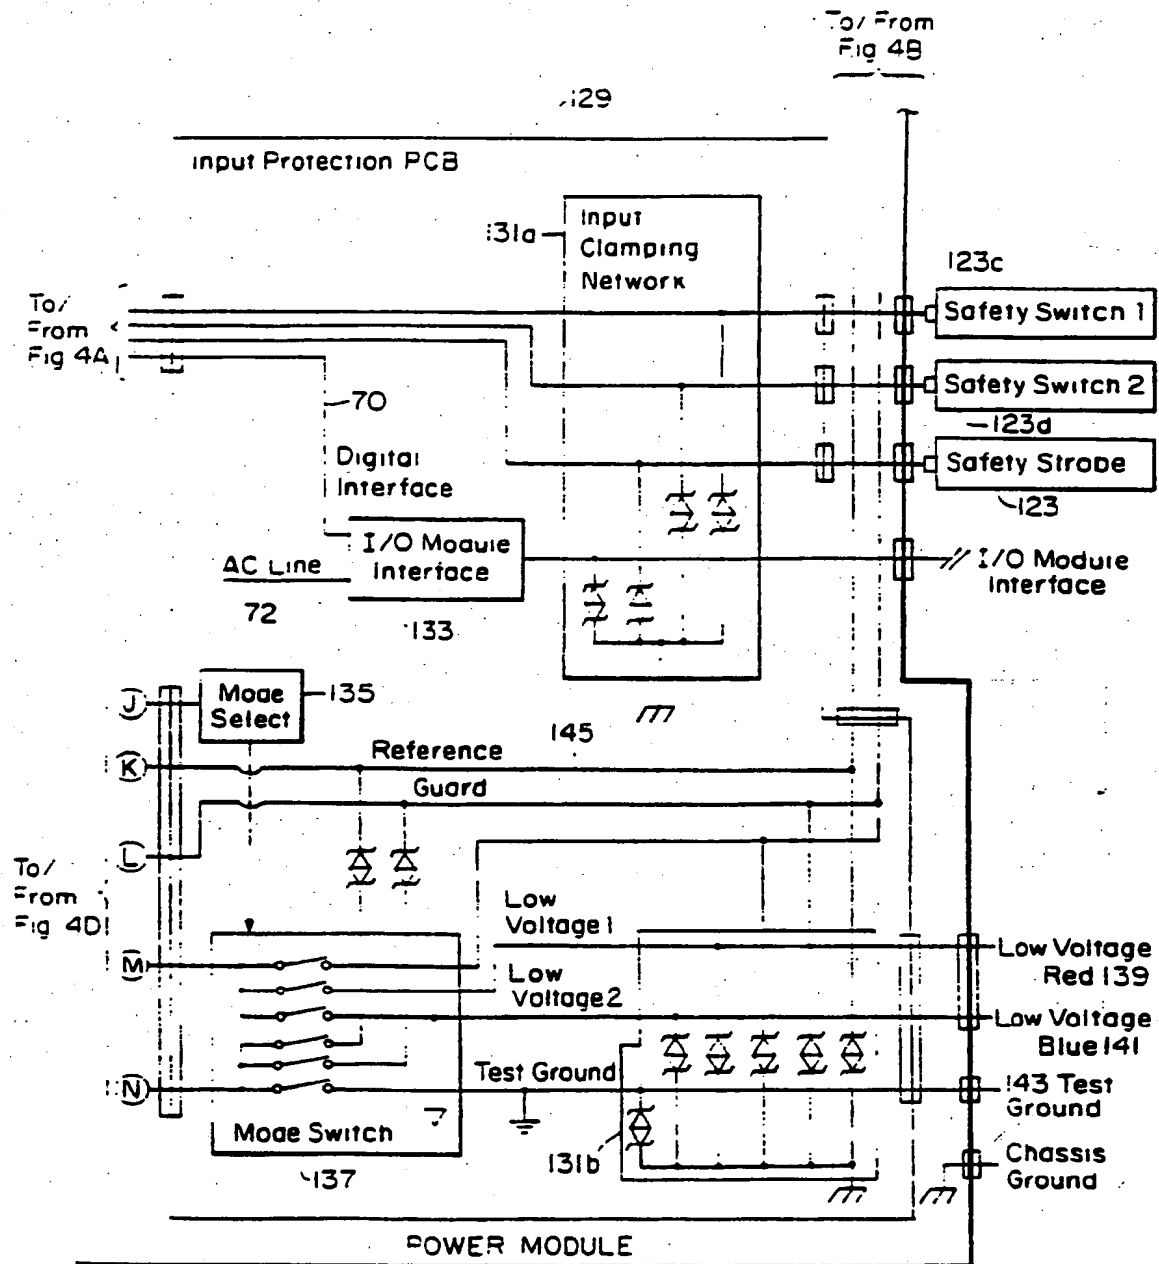 To/From
Fig 4B
129
Input Protection PCB
131a
Input
Clamping
Network
123c
To/
From
Fig 4A
Safety Switch 1
Safety Switch 2
123d
70
Digital
Interface
Safety Strobe
123
I/O Module
Interface
AC Line
72
133
I/O Module
Interface
J
Mode
Select
135
145
K
Reference
Guard
L
To/
From
Fig 4D
Low
Voltage 1
M
Low
Voltage 2
Low Voltage
Red 139
Low Voltage
Blue 141
N
Test Ground
143 Test
Ground
Mode Switch
131b
137
Chassis
Ground
POWER MODULE